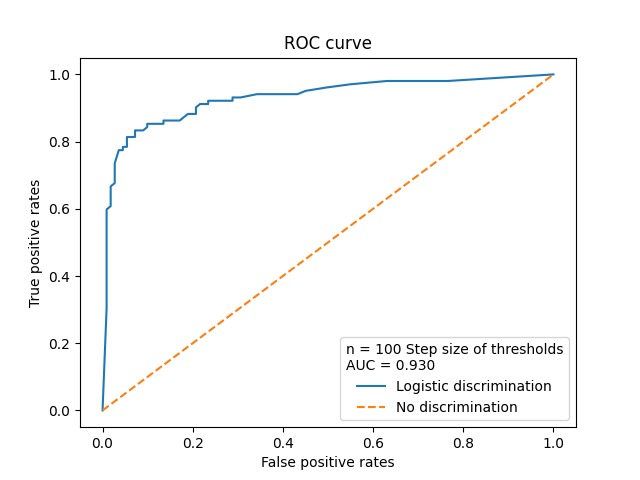 ROC curve
True positive rates
1.0
0.8
0.6
0.4
0.2
0.0
n = 100 Step size of thresholds
AUC = 0.930
Logistic discrimination
No discrimination
0.0 0.2 0.4 0.6 0.8 1.0
False positive rates